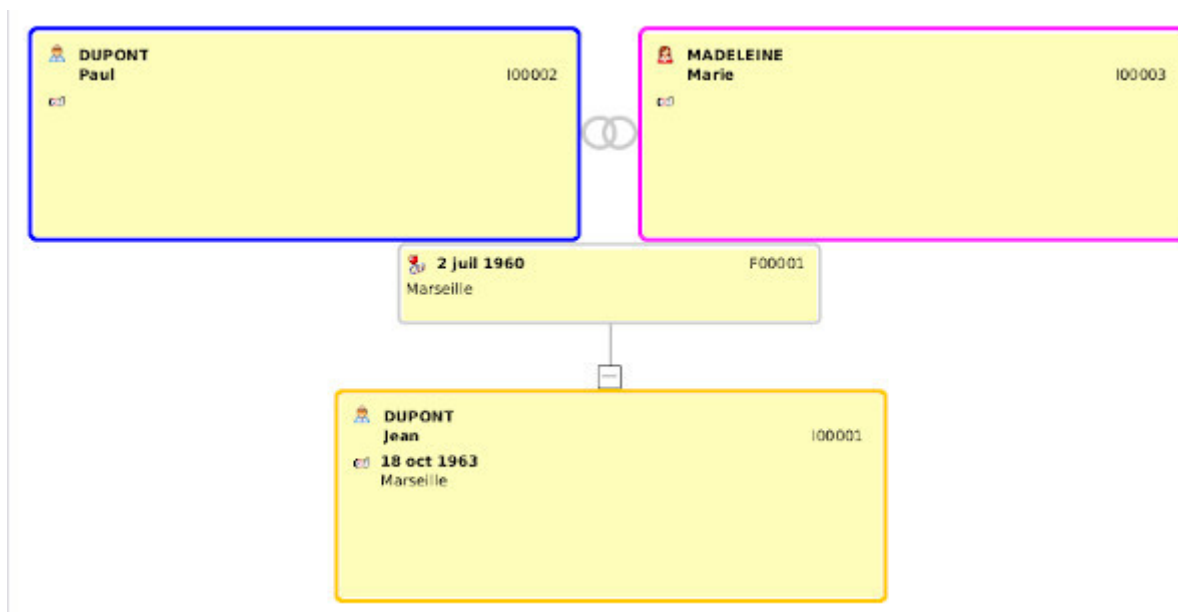 DUPONT
Paul I00002
MADELEINE
Marie I00003
2 juil 1960 F00001
Marseille
DUPONT
Jean I00001
18 oct 1963
Marseille